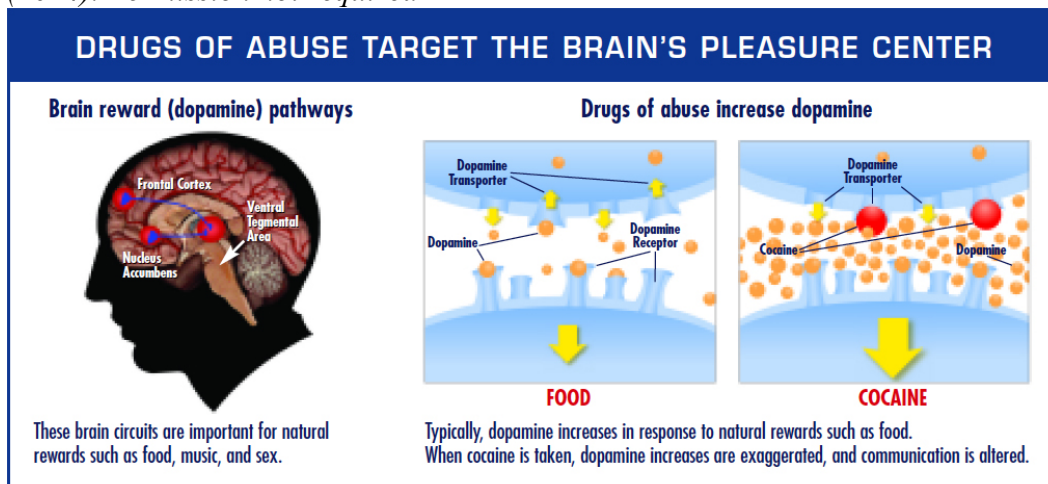 DRUGS OF ABUSE TARGET THE BRAIN'S PLEASURE CENTER
Brain reward (dopamine) pathways
Frontal Cortex
Ventral
Tegmental
Area
Nucleus
Accumbens
These brain circuits are important for natural
rewards such as food, music, and sex.
Drugs of abuse increase dopamine
Dopamine
Transporter
Dopamine
Dopamine
Receptor
FOOD
Dopamine
Transporter
Cocaine
Dopamine
COCAINE
Typically, dopamine increases in response to natural rewards such as food.
When cocaine is taken, dopamine increases are exaggerated, and communication is altered.